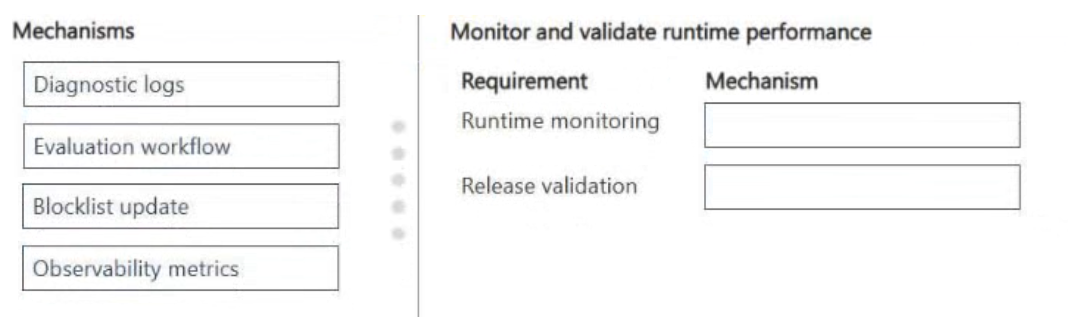 Mechanisms
Diagnostic logs
Evaluation workflow
Blocklist update
Observability metrics
Monitor and validate runtime performance
Requirement Mechanism
Runtime monitoring
Release validation